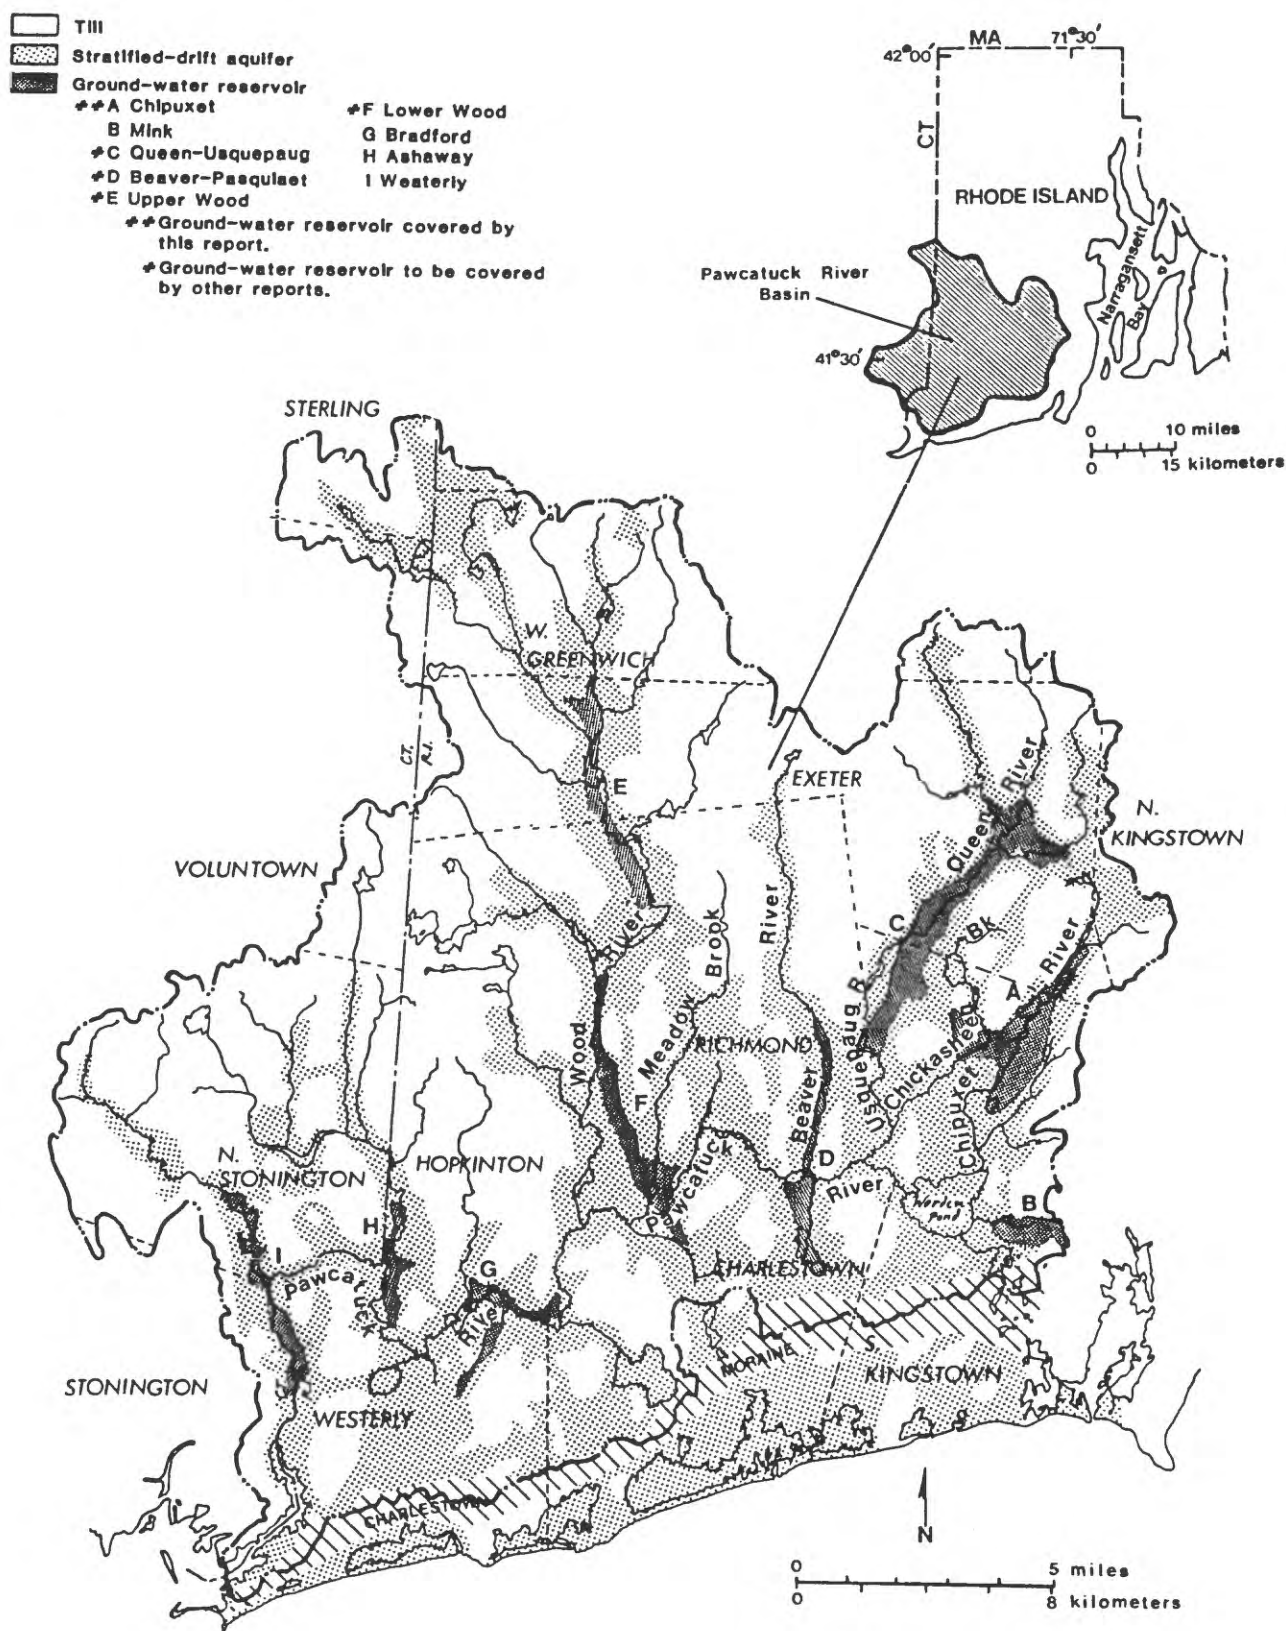 Till
Stratified-drift aquifer
Ground-water reservoir
**A Chipuxet
B Mink
*C Queen-Usquepaug
*D Beaver-Pasquiset
*E Upper Wood
*F Lower Wood
G Bradford
H Ashaway
I Westerly
**Ground-water reservoir covered by
this report.
*Ground-water reservoir to be covered
by other reports.
MA
71°30'
42°00'
CT
RHODE ISLAND
Pawcatuck River
Basin
Narragansett
Bay
41°30'
0 10 miles
0 15 kilometers
STERLING
W.
GREENWICH
CT.
R.I.
E
EXETER
Queen River
N.
KINGSTOWN
VOLUNTOWN
River
Brook
River
C
Bk
A River
Wood
Meadow
RICHMOND
Usquepaug R
Chickasheen
Chipuxet
F
Beaver
N.
STONINGTON
HOPKINTON
Pawcatuck
D
River
Worden
Pond
B
H
I
Pawcatuck
G
River
CHARLESTOWN
MORAINE
S.
KINGSTOWN
STONINGTON
WESTERLY
CHARLESTOWN
N
0 5 miles
0 8 kilometers